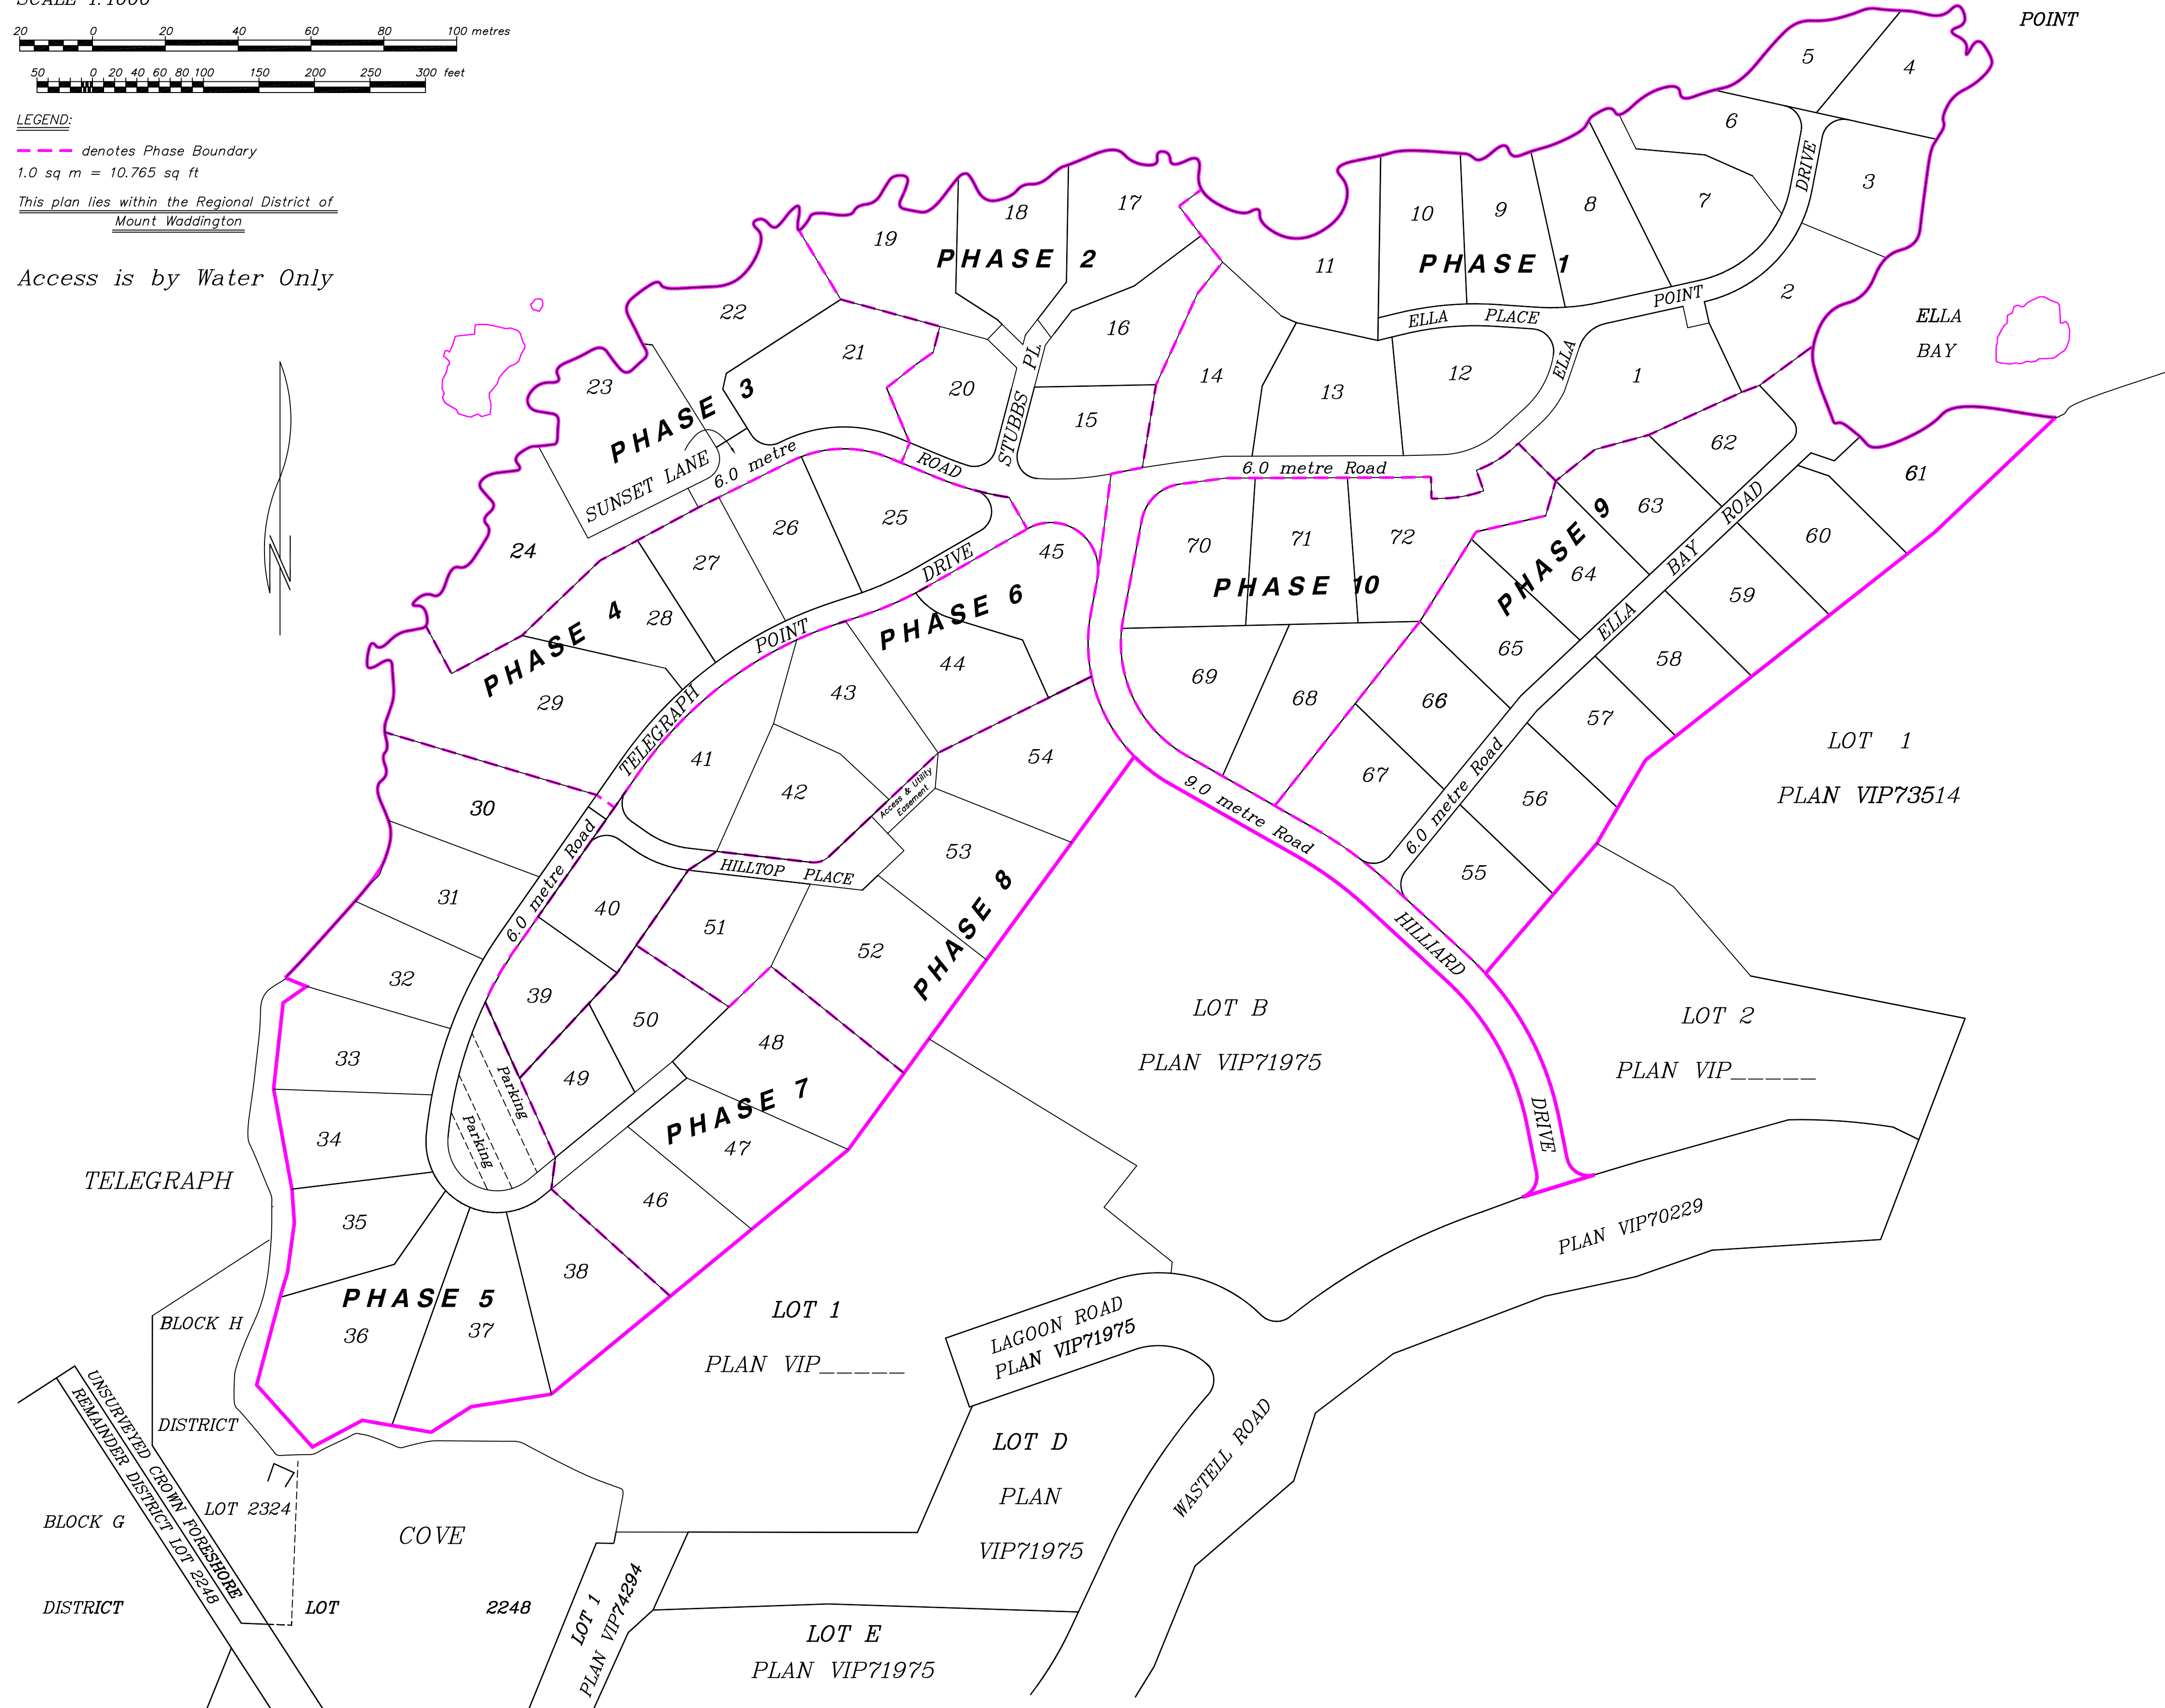 SCALE 1:1000
20 0 20 40 60 80 100 metres
50 0 20 40 60 80 100 150 200 250 300 feet
LEGEND:
denotes Phase Boundary
1.0 sq m = 10.765 sq ft
This plan lies within the Regional District of
Mount Waddington
Access is by Water Only
N
POINT
5
4
6
3
7
8
9
10
PHASE 1
11
2
1
DRIVE
POINT
ELLA PLACE
ELLA
ELLA
BAY
12
13
14
6.0 metre Road
17
18
19
PHASE 2
16
15
20
STUBBS PL.
22
21
23
PHASE 3
24
SUNSET LANE
6.0 metre
ROAD
25
26
27
28
PHASE 4
29
DRIVE
POINT
TELEGRAPH
6.0 metre Road
45
PHASE 6
44
43
41
42
Access & Utility
Easement
HILLTOP PLACE
40
39
30
31
32
33
34
35
PHASE 5
36
37
38
Parking
Parking
54
53
PHASE 8
52
51
50
49
48
PHASE 7
47
46
70
71
72
PHASE 10
69
68
9.0 metre Road
HILLIARD
DRIVE
62
61
63
60
PHASE 9
64
59
65
58
66
57
67
56
55
ELLA BAY ROAD
6.0 metre Road
LOT 1
PLAN VIP73514
LOT B
PLAN VIP71975
LOT 2
PLAN VIP_____
PLAN VIP70229
LOT 1
PLAN VIP_____
LAGOON ROAD
PLAN VIP71975
WASTELL ROAD
LOT D
PLAN
VIP71975
LOT E
PLAN VIP71975
LOT 1
PLAN VIP74294
TELEGRAPH
COVE
BLOCK H
DISTRICT
UNSURVEYED CROWN FORESHORE
REMAINDER DISTRICT LOT 2248
LOT 2324
BLOCK G
DISTRICT
LOT
2248